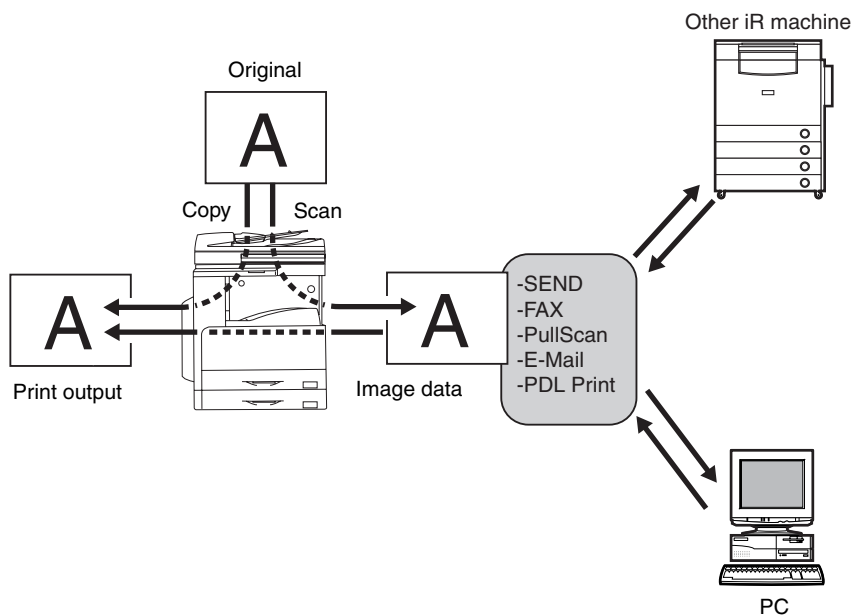 Other iR machine
Original
A
Copy
Scan
A
A
-SEND
-FAX
-PullScan
-E-Mail
-PDL Print
Print output
Image data
PC